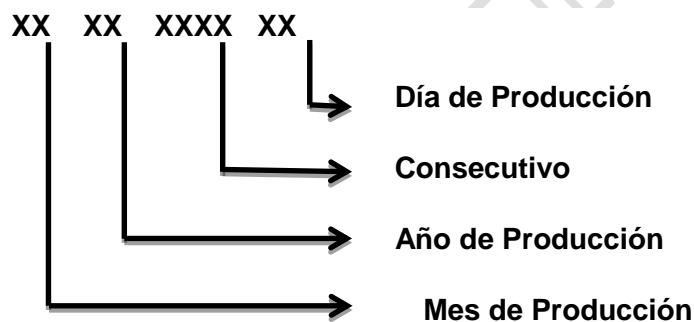 XX XX XXXX XX
Día de Producción
Consecutivo
Año de Producción
Mes de Producción